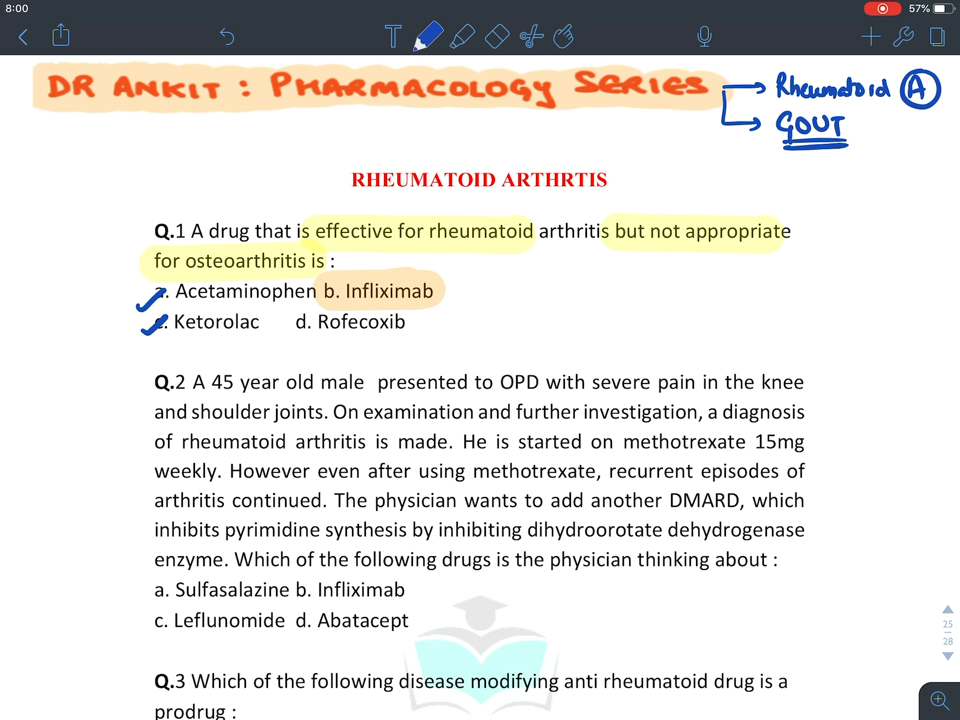 8:00
57%
DR ANKIT : PHARMACOLOGY SERIES
Rheumatoid A
GOUT
RHEUMATOID ARTHRTIS
Q.1 A drug that is effective for rheumatoid arthritis but not appropriate
for osteoarthritis is :
a. Acetaminophen b. Infliximab
c. Ketorolac d. Rofecoxib
Q.2 A 45 year old male presented to OPD with severe pain in the knee
and shoulder joints. On examination and further investigation, a diagnosis
of rheumatoid arthritis is made. He is started on methotrexate 15mg
weekly. However even after using methotrexate, recurrent episodes of
arthritis continued. The physician wants to add another DMARD, which
inhibits pyrimidine synthesis by inhibiting dihydroorotate dehydrogenase
enzyme. Which of the following drugs is the physician thinking about :
a. Sulfasalazine b. Infliximab
c. Leflunomide d. Abatacept
25
28
Q.3 Which of the following disease modifying anti rheumatoid drug is a
prodrug :